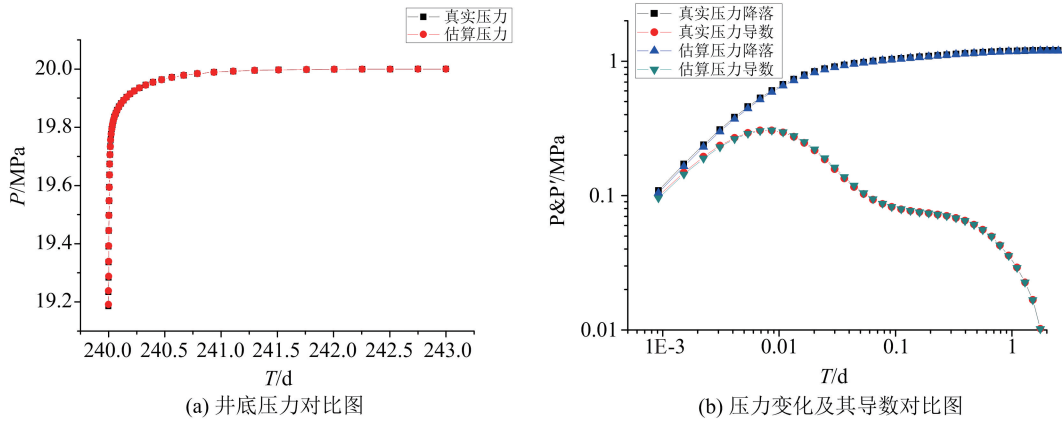 真实压力
估算压力
20.0
19.8
19.6
19.4
19.2
P/MPa
240.0 240.5 241.0 241.5 242.0 242.5 243.0
T/d
(a) 井底压力对比图
真实压力降落
真实压力导数
估算压力降落
估算压力导数
1
0.1
0.01
P&P′/MPa
1E-3 0.01 0.1 1
T/d
(b) 压力变化及其导数对比图